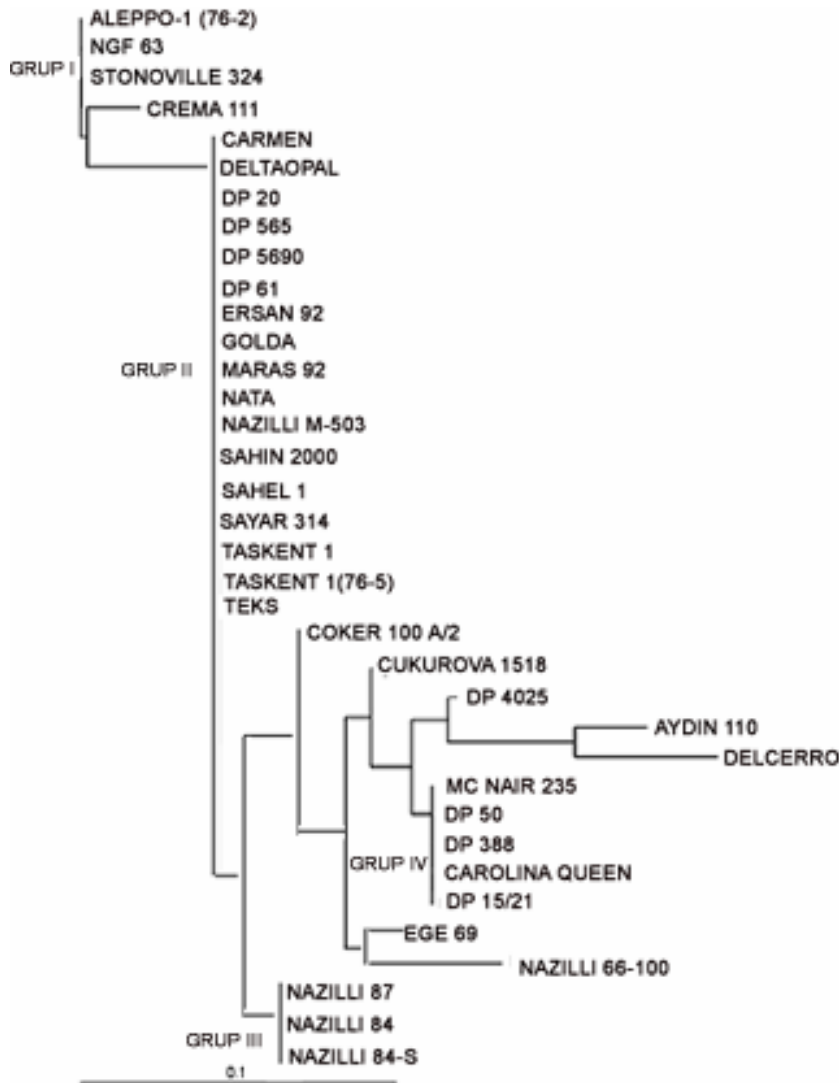 ALEPPO-1 (76-2)
NGF 63
GRUP I
STONOVILLE 324
CREMA 111
CARMEN
DELTAOPAL
DP 20
DP 565
DP 5690
DP 61
ERSAN 92
GOLDA
GRUP II
MARAS 92
NATA
NAZILLI M-503
SAHIN 2000
SAHEL 1
SAYAR 314
TASKENT 1
TASKENT 1(76-5)
TEKS
COKER 100 A/2
CUKUROVA 1518
DP 4025
AYDIN 110
DELCERRO
MC NAIR 235
DP 50
DP 388
GRUP IV
CAROLINA QUEEN
DP 15/21
EGE 69
NAZILLI 66-100
NAZILLI 87
NAZILLI 84
GRUP III
NAZILLI 84-S
0.1